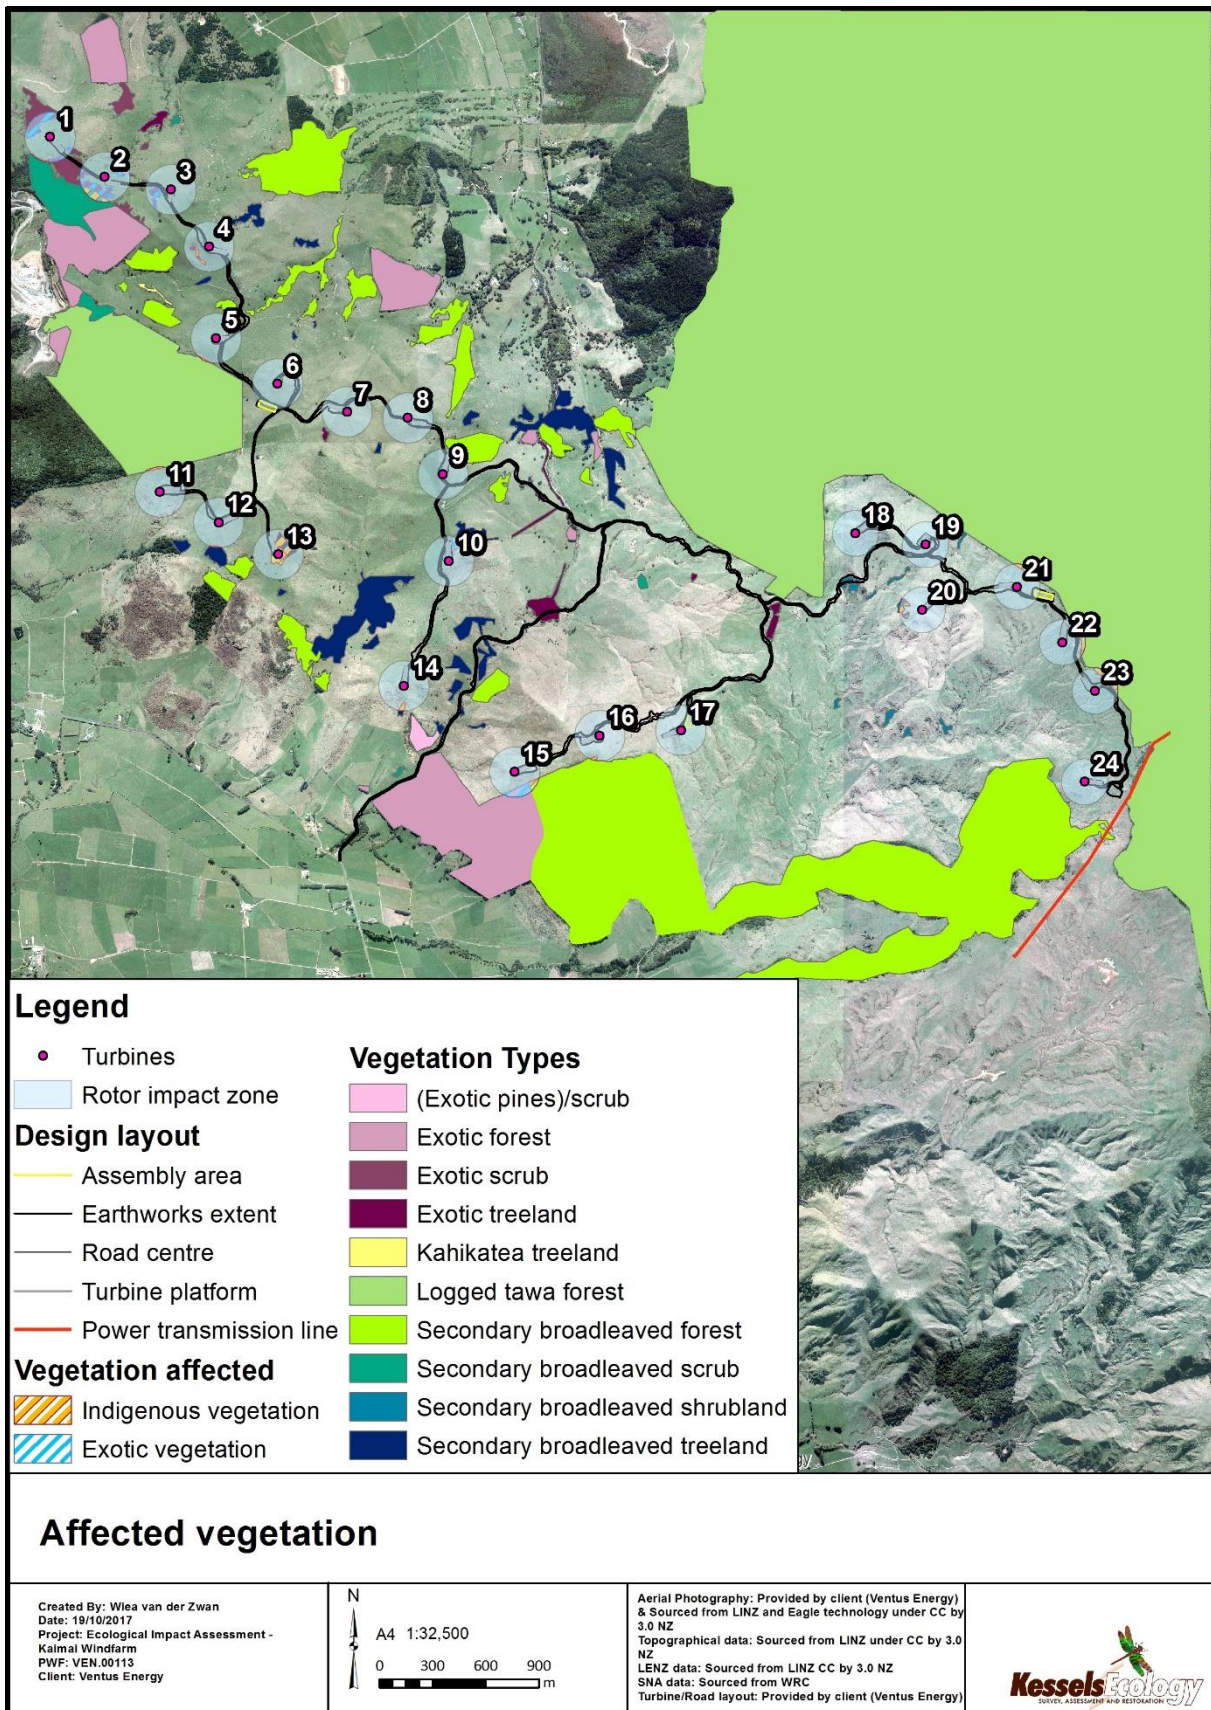 1
2
3
4
5
6
7
8
9
10
11
12
13
14
15
16
17
18
19
20
21
22
23
24
Legend
Turbines
Rotor impact zone
Design layout
Assembly area
Earthworks extent
Road centre
Turbine platform
Power transmission line
Vegetation affected
Indigenous vegetation
Exotic vegetation
Vegetation Types
(Exotic pines)/scrub
Exotic forest
Exotic scrub
Exotic treeland
Kahikatea treeland
Logged tawa forest
Secondary broadleaved forest
Secondary broadleaved scrub
Secondary broadleaved shrubland
Secondary broadleaved treeland
Affected vegetation
Created By: Wiea van der Zwan
Date: 19/10/2017
Project: Ecological Impact Assessment -
Kaimai Windfarm
PWF: VEN.00113
Client: Ventus Energy
N
A4 1:32,500
0 300 600 900
m
Aerial Photography: Provided by client (Ventus Energy)
& Sourced from LINZ and Eagle technology under CC by
3.0 NZ
Topographical data: Sourced from LINZ under CC by 3.0
NZ
LENZ data: Sourced from LINZ CC by 3.0 NZ
SNA data: Sourced from WRC
Turbine/Road layout: Provided by client (Ventus Energy)
KesselsEcology
SURVEY, ASSESSMENT AND RESTORATION